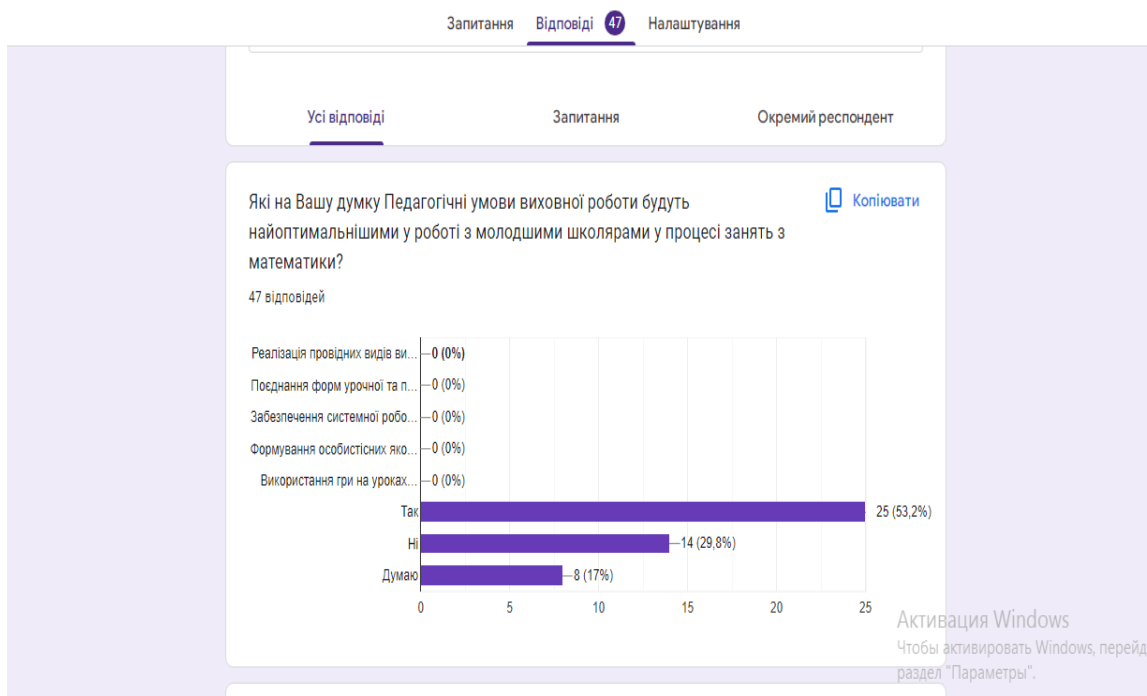 Запитання Відповіді 47 Налаштування
Усі відповіді Запитання Окремий респондент
Які на Вашу думку Педагогічні умови виховної роботи будуть
найоптимальнішими у роботі з молодшими школярами у процесі занять з
математики?
Копіювати
47 відповідей
Реалізація провідних видів ви... 0 (0%)
Поєднання форм урочної та п... 0 (0%)
Забезпечення системної робо... 0 (0%)
Формування особистісних яко... 0 (0%)
Використання гри на уроках... 0 (0%)
Так 25 (53,2%)
Ні 14 (29,8%)
Думаю 8 (17%)
0 5 10 15 20 25
Активация Windows
Чтобы активировать Windows, перейд
раздел "Параметры".